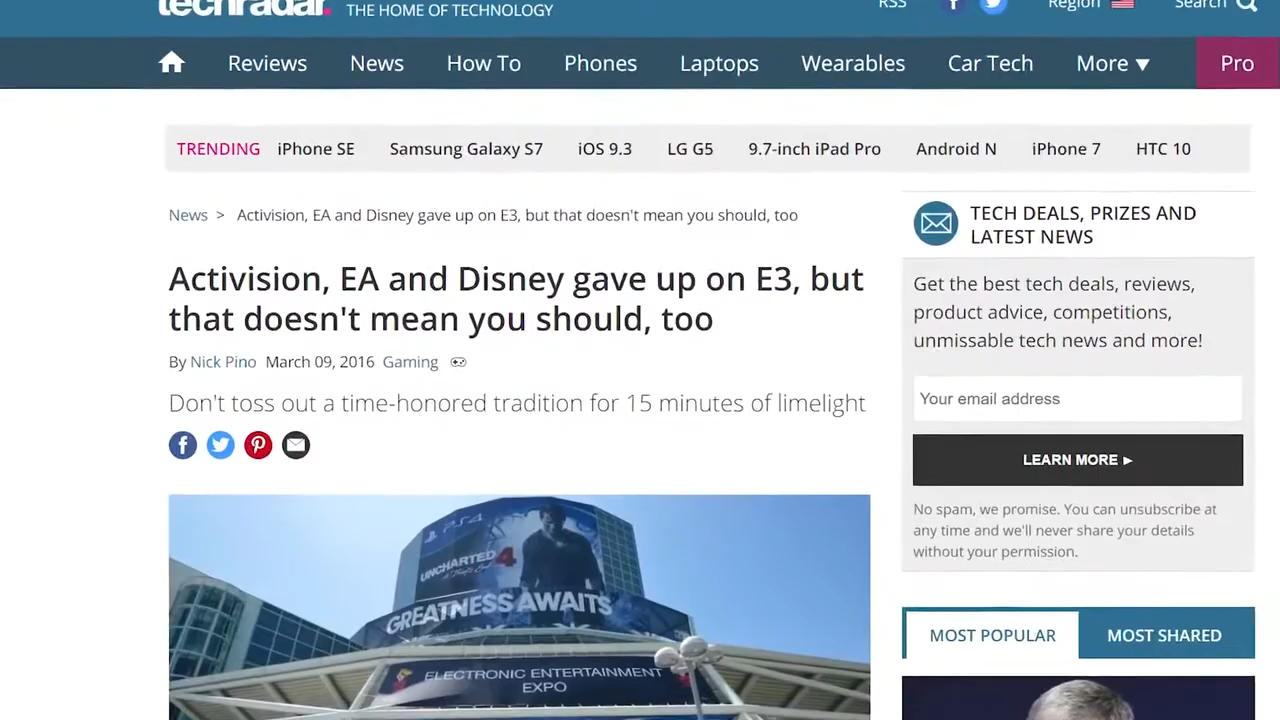 techradar.
THE HOME OF TECHNOLOGY
RSS
Region
Search
Reviews
News
How To
Phones
Laptops
Wearables
Car Tech
More ▼
Pro
TRENDING iPhone SE Samsung Galaxy S7 iOS 9.3 LG G5 9.7-inch iPad Pro Android N iPhone 7 HTC 10
News > Activision, EA and Disney gave up on E3, but that doesn't mean you should, too
Activision, EA and Disney gave up on E3, but
that doesn't mean you should, too
By Nick Pino March 09, 2016 Gaming
Don't toss out a time-honored tradition for 15 minutes of limelight
PS4
UNCHARTED 4
A Thief's End
GREATNESS AWAITS
ELECTRONIC ENTERTAINMENT
EXPO
TECH DEALS, PRIZES AND
LATEST NEWS
Get the best tech deals, reviews,
product advice, competitions,
unmissable tech news and more!
Your email address
LEARN MORE ►
No spam, we promise. You can unsubscribe at
any time and we'll never share your details
without your permission.
MOST POPULAR
MOST SHARED